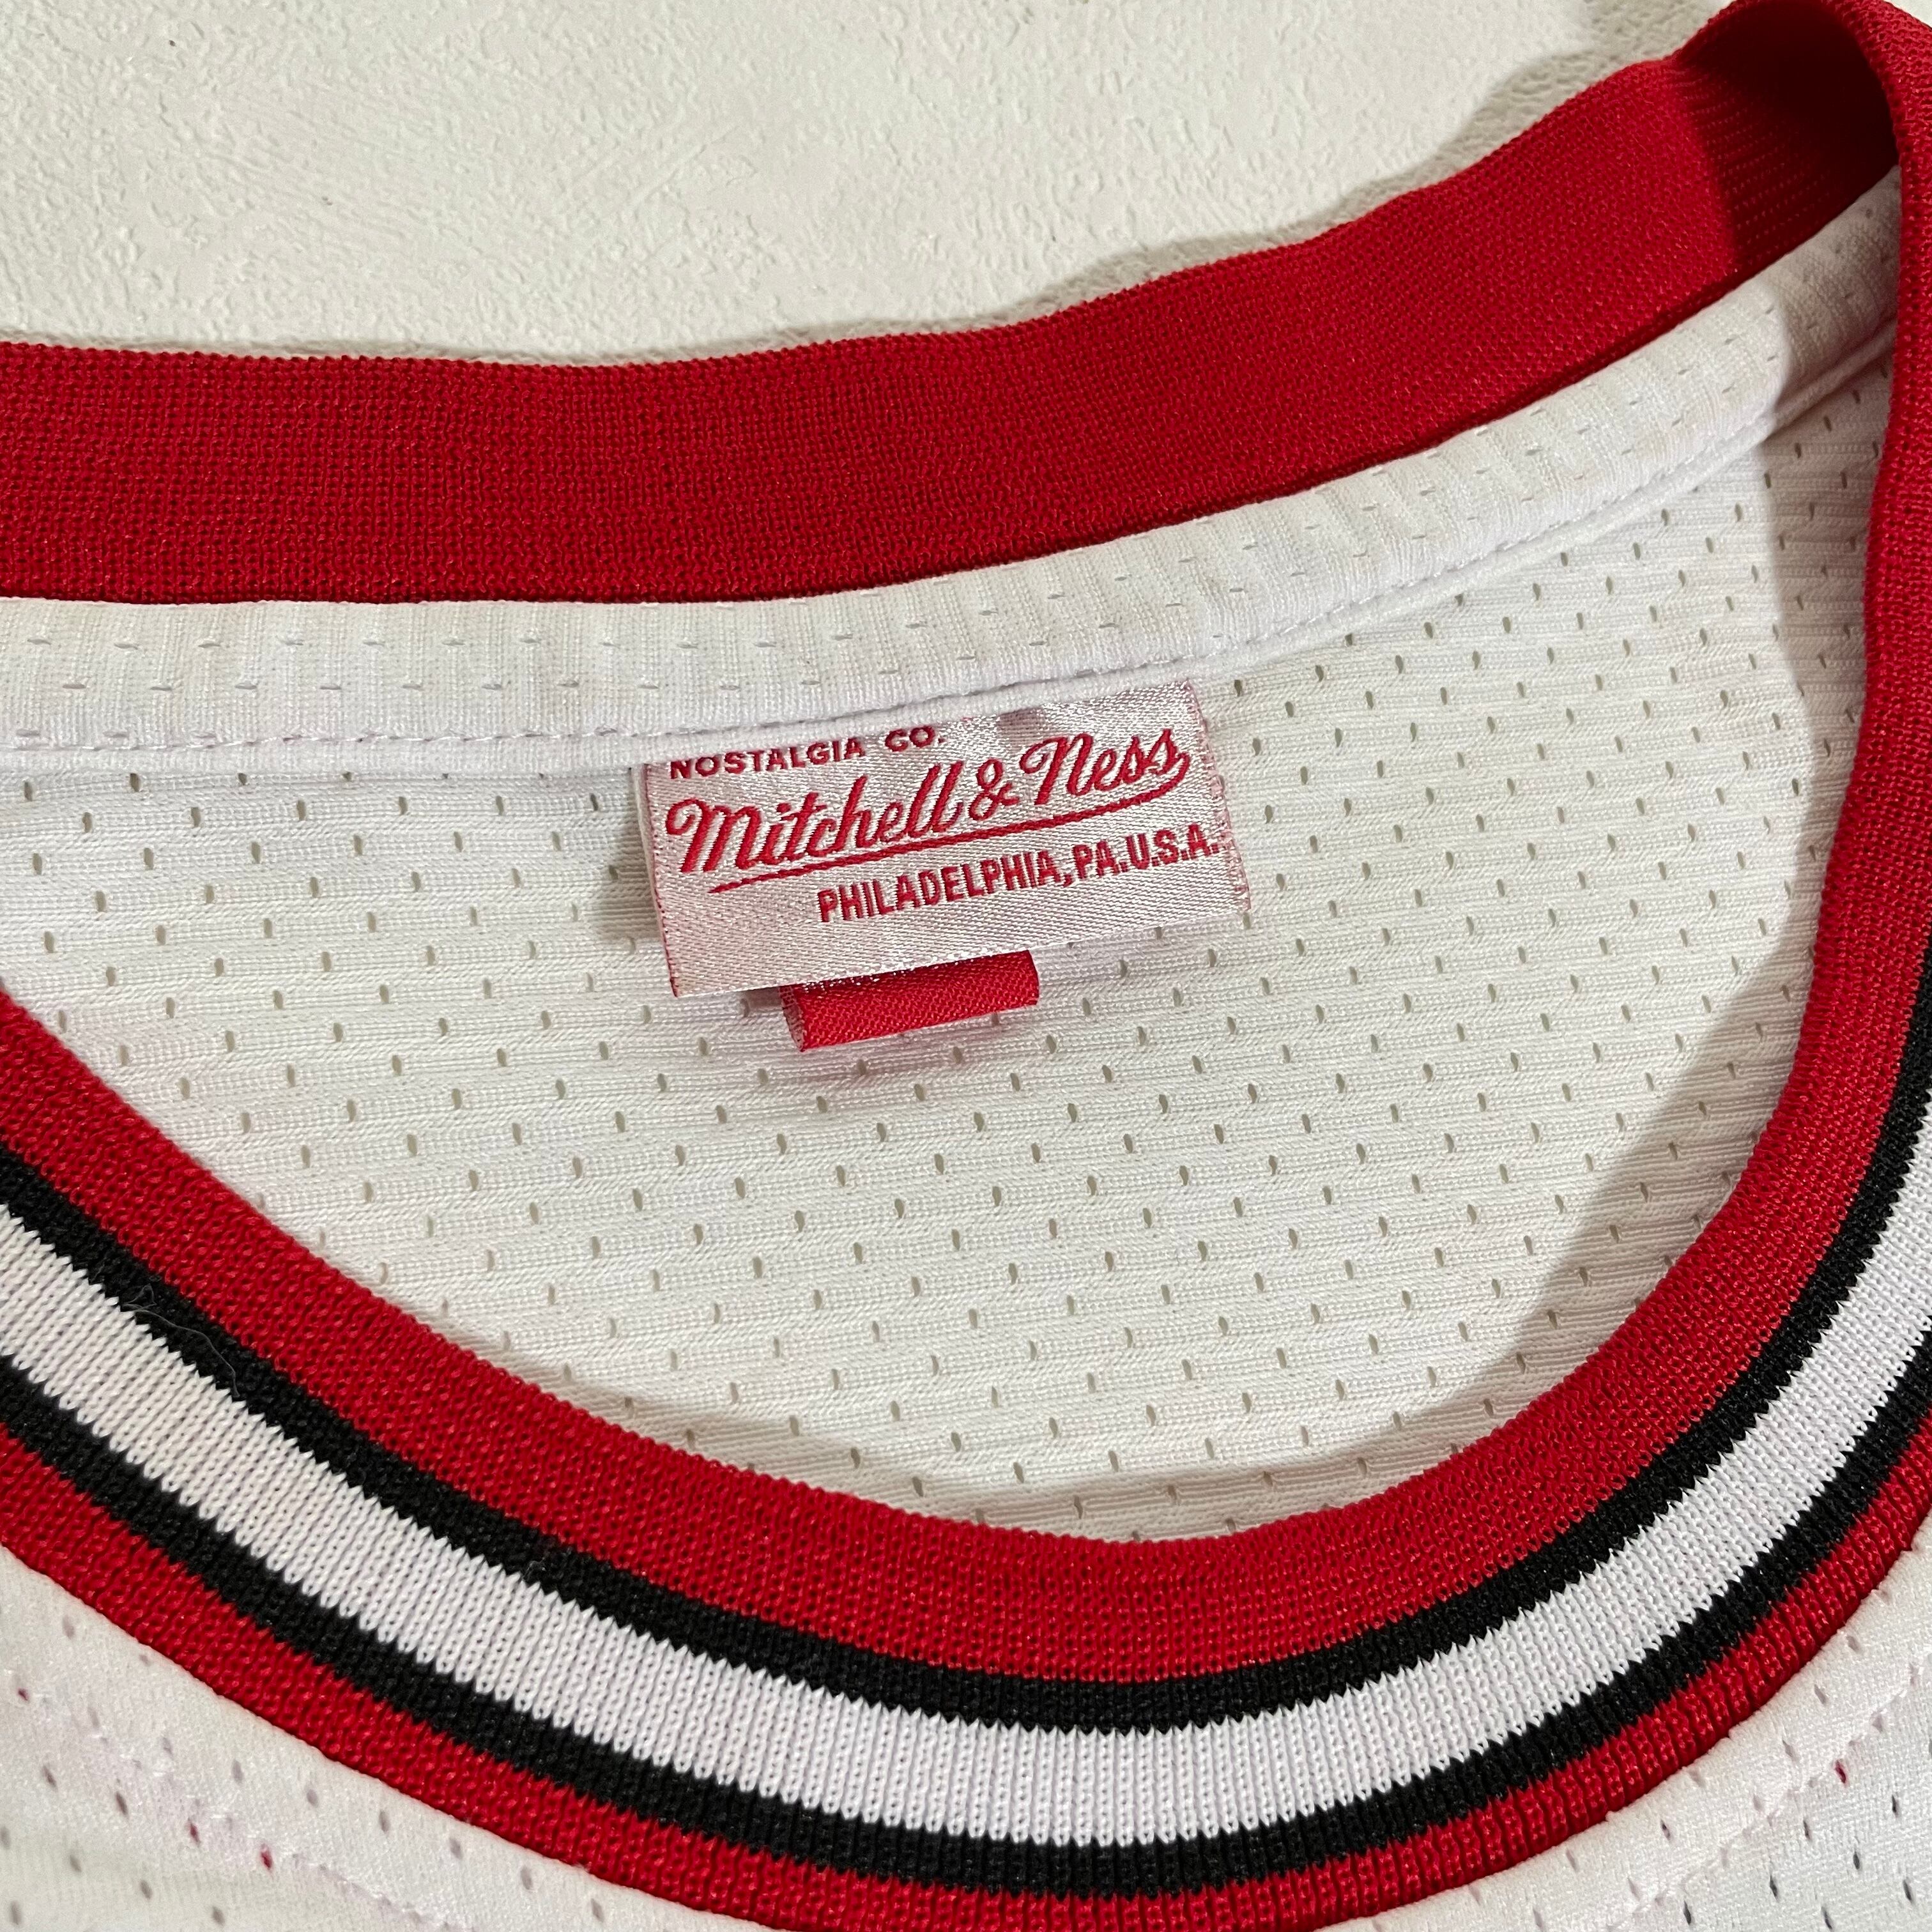 NOSTALGIA CO.
Mitchell & Ness
PHILADELPHIA, PA. U.S.A.